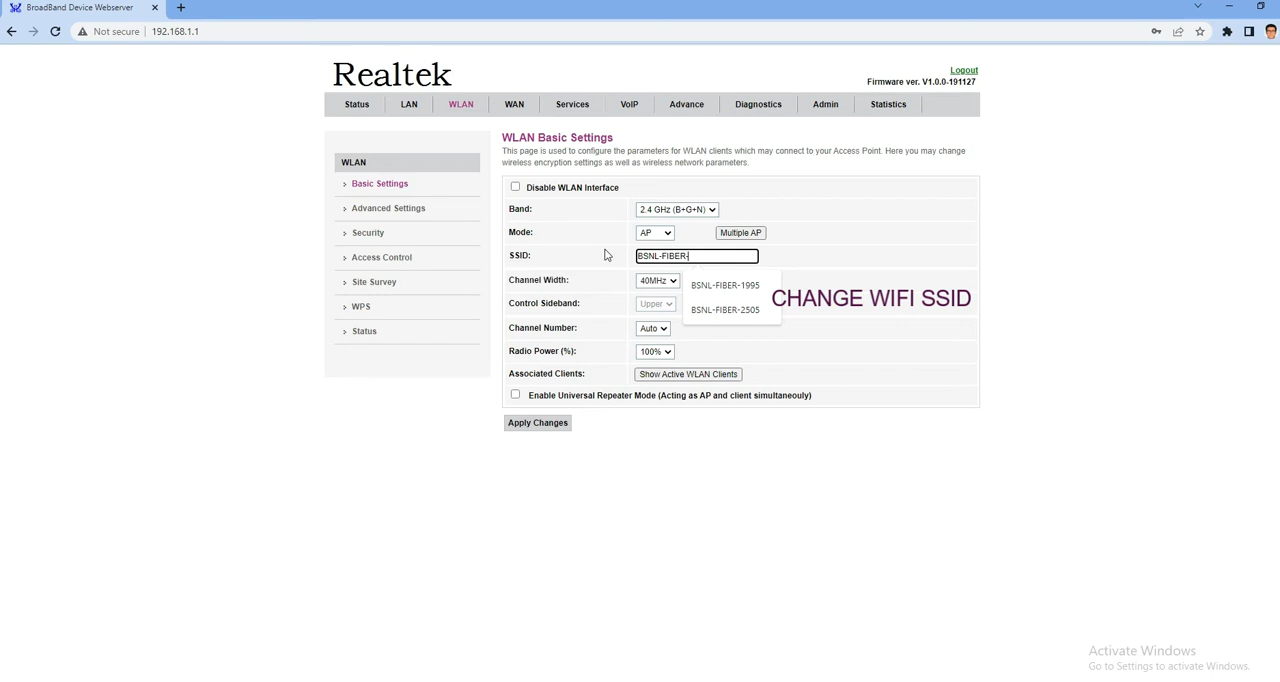 BroadBand Device Webserver
Not secure | 192.168.1.1
Realtek
Logout
Firmware ver. V1.0.0-191127
Status LAN WLAN WAN Services VoIP Advance Diagnostics Admin Statistics
WLAN
Basic Settings
Advanced Settings
Security
Access Control
Site Survey
WPS
Status
WLAN Basic Settings
This page is used to configure the parameters for WLAN clients which may connect to your Access Point. Here you may change
wireless encryption settings as well as wireless network parameters.
Disable WLAN Interface
Band: 2.4 GHz (B+G+N)
Mode: AP Multiple AP
SSID: BSNL-FIBER-
Channel Width: 40MHz
BSNL-FIBER-1995
BSNL-FIBER-2505
CHANGE WIFI SSID
Control Sideband: Upper
Channel Number: Auto
Radio Power (%): 100%
Associated Clients: Show Active WLAN Clients
Enable Universal Repeater Mode (Acting as AP and client simultaneouly)
Apply Changes
Activate Windows
Go to Settings to activate Windows.